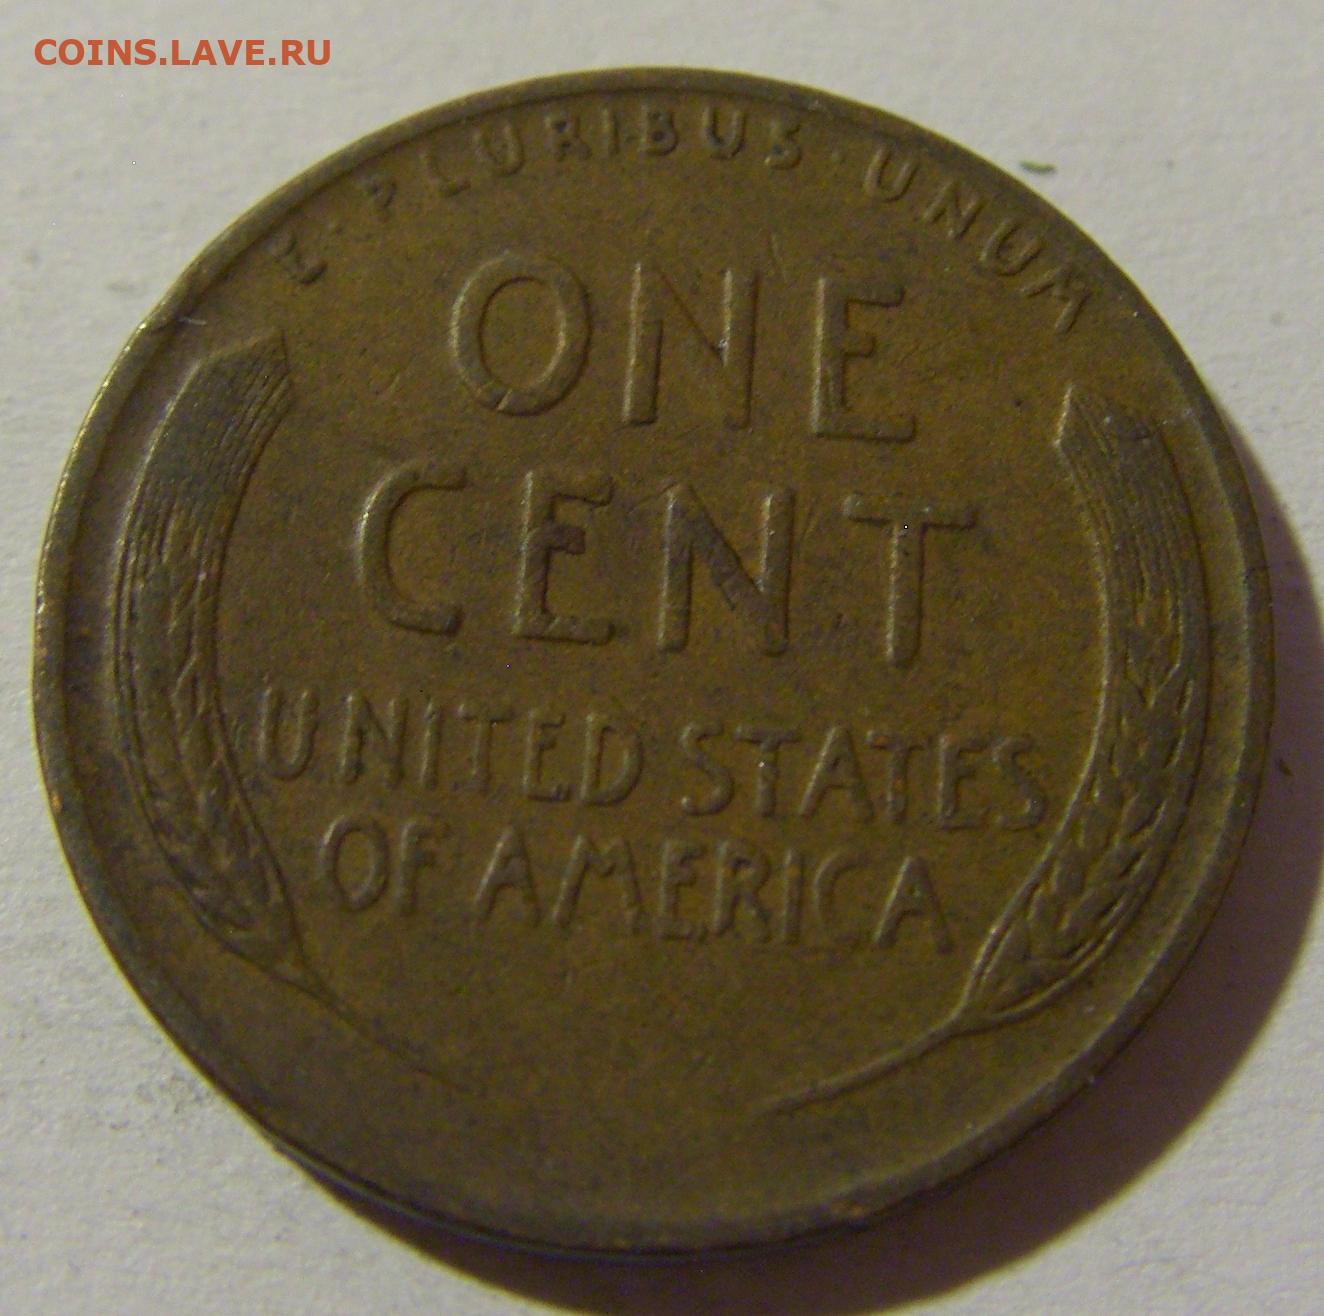 COINS.LAVE.RU
E·PLURIBUS·UNUM
ONE
CENT
UNITED STATES
OF AMERICA